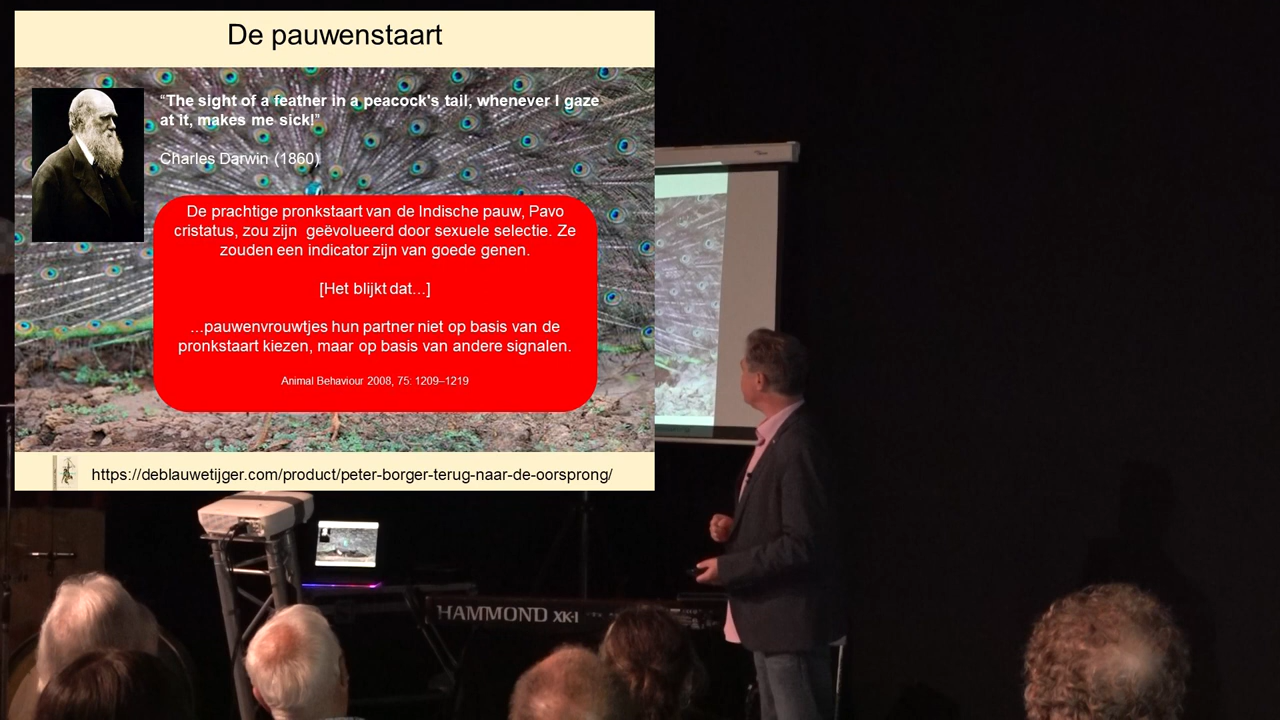 De pauwenstaart
“The sight of a feather in a peacock's tail, whenever I gaze
at it, makes me sick!”
Charles Darwin (1860)
De prachtige pronkstaart van de Indische pauw, Pavo
cristatus, zou zijn geëvolueerd door sexuele selectie. Ze
zouden een indicator zijn van goede genen.
[Het blijkt dat...]
...pauwenvrouwtjes hun partner niet op basis van de
pronkstaart kiezen, maar op basis van andere signalen.
Animal Behaviour 2008, 75: 1209–1219
https://deblauwetijger.com/product/peter-borger-terug-naar-de-oorsprong/
HAMMOND XK-1